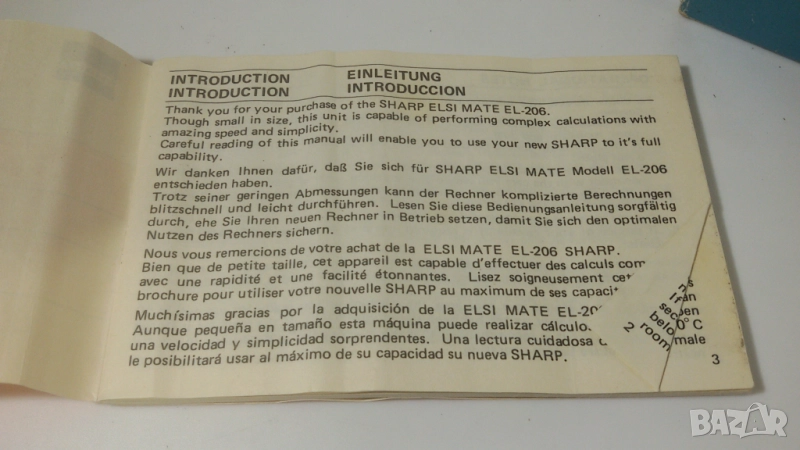 INTRODUCTION EINLEITUNG
INTRODUCTION INTRODUCCION
Thank you for your purchase of the SHARP ELSI MATE EL-206.
Though small in size, this unit is capable of performing complex calculations with
amazing speed and simplicity.
Careful reading of this manual will enable you to use your new SHARP to it's full
capability.
Wir danken Ihnen dafür, daß Sie sich für SHARP ELSI MATE Modell EL-206
entschieden haben.
Trotz seiner geringen Abmessungen kann der Rechner komplizierte Berechnungen
blitzschnell und leicht durchführen. Lesen Sie diese Bedienungsanleitung sorgfältig
durch, ehe Sie Ihren neuen Rechner in Betrieb setzen, damit Sie sich den optimalen
Nutzen des Rechners sichern.
Nous vous remercions de votre achat de la ELSI MATE EL-206 SHARP.
Bien que de petite taille, cet appareil est capable d'effectuer des calculs com
avec une rapidité et une facilité étonnantes. Lisez soigneusement cet
brochure pour utiliser votre nouvelle SHARP au maximum de ses capaci
Muchísimas gracias por la adquisición de la ELSI MATE EL-20
Aunque pequeña en tamaño esta máquina puede realizar cálculo
una velocidad y simplicidad sorprendentes. Una lectura cuidadosa
le posibilitará usar al máximo de su capacidad su nueva SHARP.
If
seco
belo
room
2
0°C
male
3
BAZAR